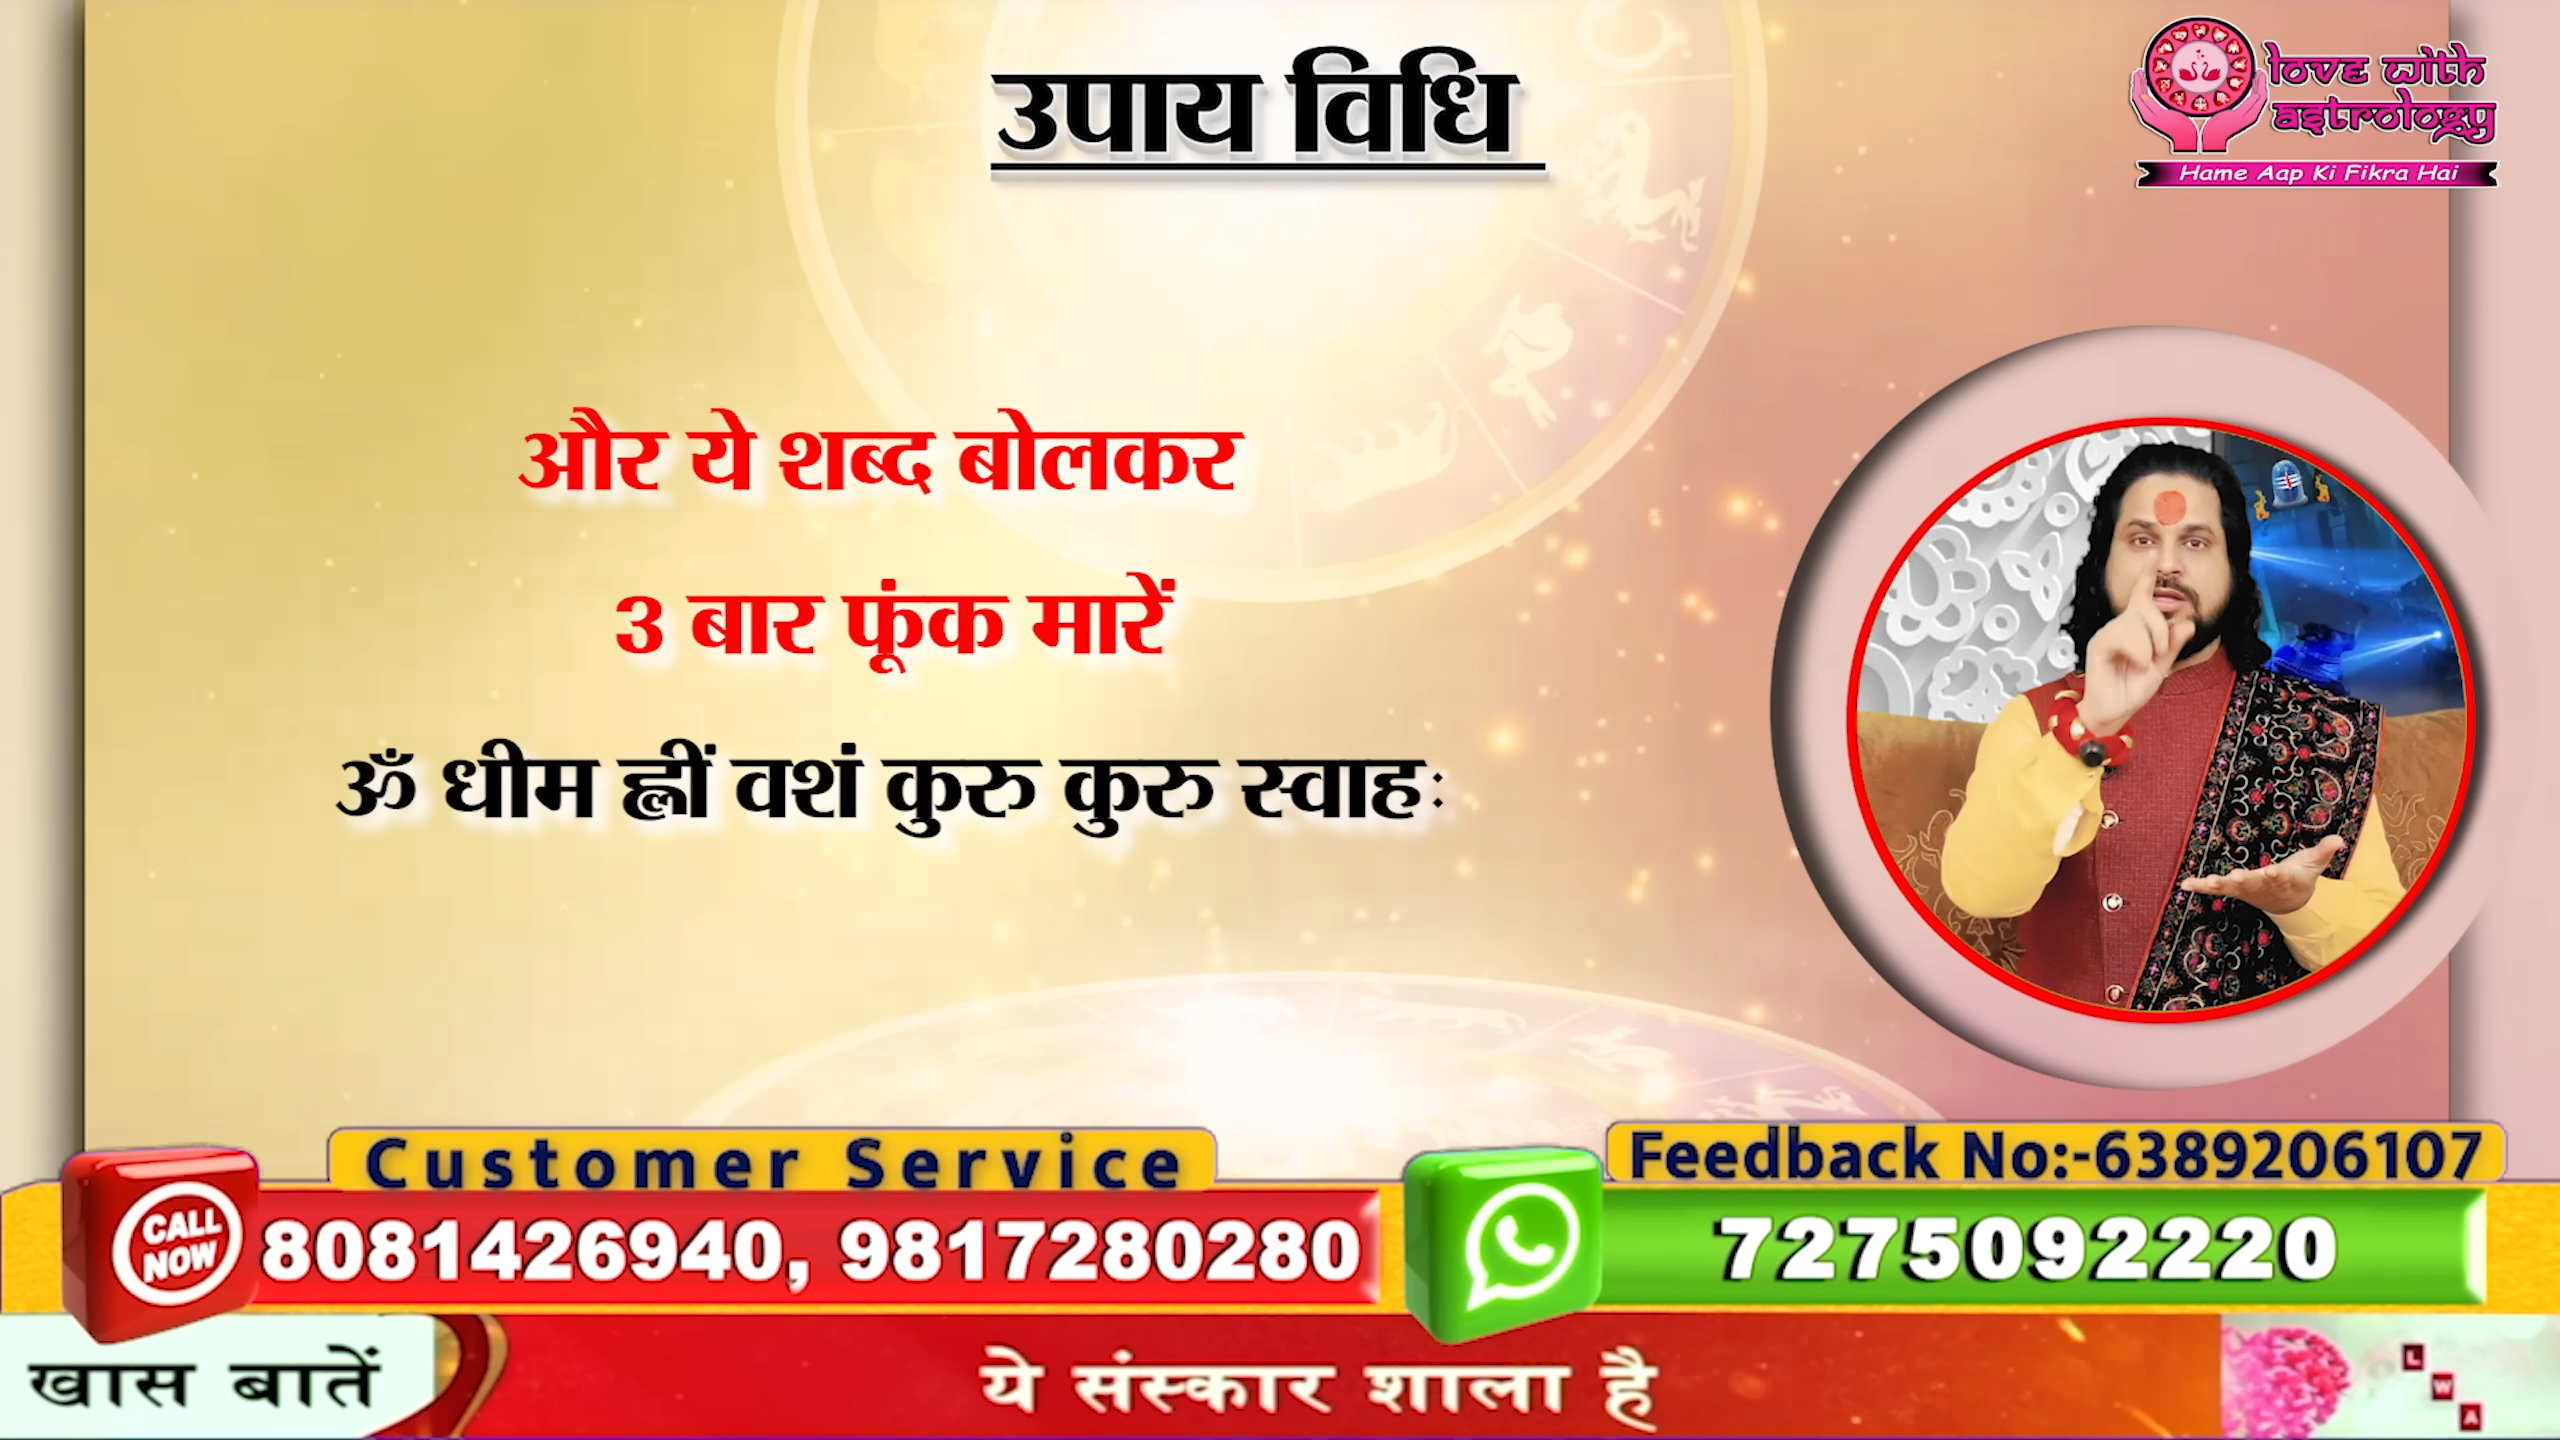 उपाय विधि
love with
astrology
Hame Aap Ki Fikra Hai
और ये शब्द बोलकर
3 बार फूंक मारें
ॐ धीम ह्लीं वशं कुरु कुरु स्वाहः
Customer Service
Feedback No:-6389206107
CALL
NOW
8081426940, 9817280280
7275092220
खास बातें
ये संस्कार शाला है
L
W
A